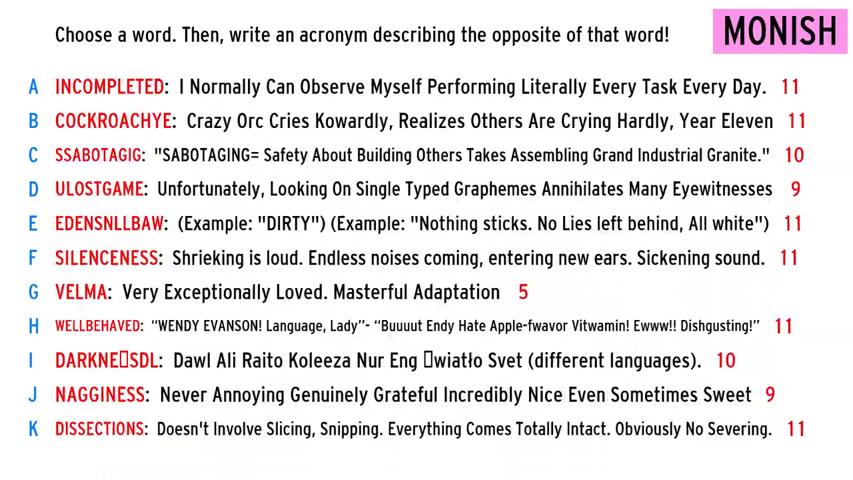 Choose a word. Then, write an acronym describing the opposite of that word!
MONISH
A INCOMPLETED: I Normally Can Observe Myself Performing Literally Every Task Every Day. 11
B COCKROACHYE: Crazy Orc Cries Kowardly, Realizes Others Are Crying Hardly, Year Eleven 11
C SSABOTAGIG: "SABOTAGING= Safety About Building Others Takes Assembling Grand Industrial Granite." 10
D ULOSTGAME: Unfortunately, Looking On Single Typed Graphemes Annihilates Many Eyewitnesses 9
E EDENSNLLBAW: (Example: "DIRTY") (Example: "Nothing sticks. No Lies left behind, All white") 11
F SILENCENESS: Shrieking is loud. Endless noises coming, entering new ears. Sickening sound. 11
G VELMA: Very Exceptionally Loved. Masterful Adaptation 5
H WELLBEHAVED: “WENDY EVANSON! Language, Lady”- “Buuuut Endy Hate Apple-fwavor Vitwamin! Ewww!! Dishgusting!” 11
I DARKNE▯SDL: Dawl Ali Raito Koleeza Nur Eng ▯wiatło Svet (different languages). 10
J NAGGINESS: Never Annoying Genuinely Grateful Incredibly Nice Even Sometimes Sweet 9
K DISSECTIONS: Doesn't Involve Slicing, Snipping. Everything Comes Totally Intact. Obviously No Severing. 11